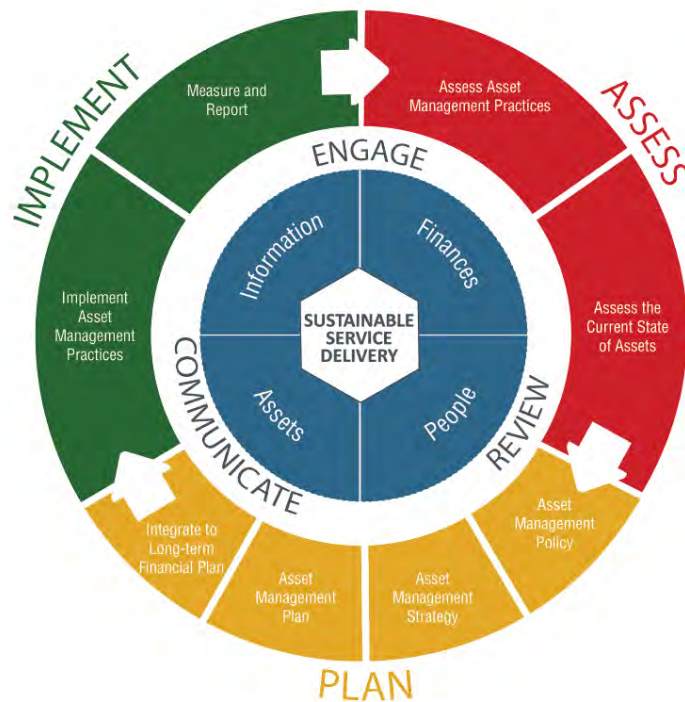 IMPLEMENT
Measure and
Report
Assess Asset
Management Practices
ASSESS
ENGAGE
Information
Finances
Implement
Asset
Management
Practices
SUSTAINABLE
SERVICE
DELIVERY
Assess the
Current State
of Assets
COMMUNICATE
Assets
People
REVIEW
Integrate to
Long-term
Financial Plan
Asset
Management
Plan
Asset
Management
Strategy
Asset
Management
Policy
PLAN